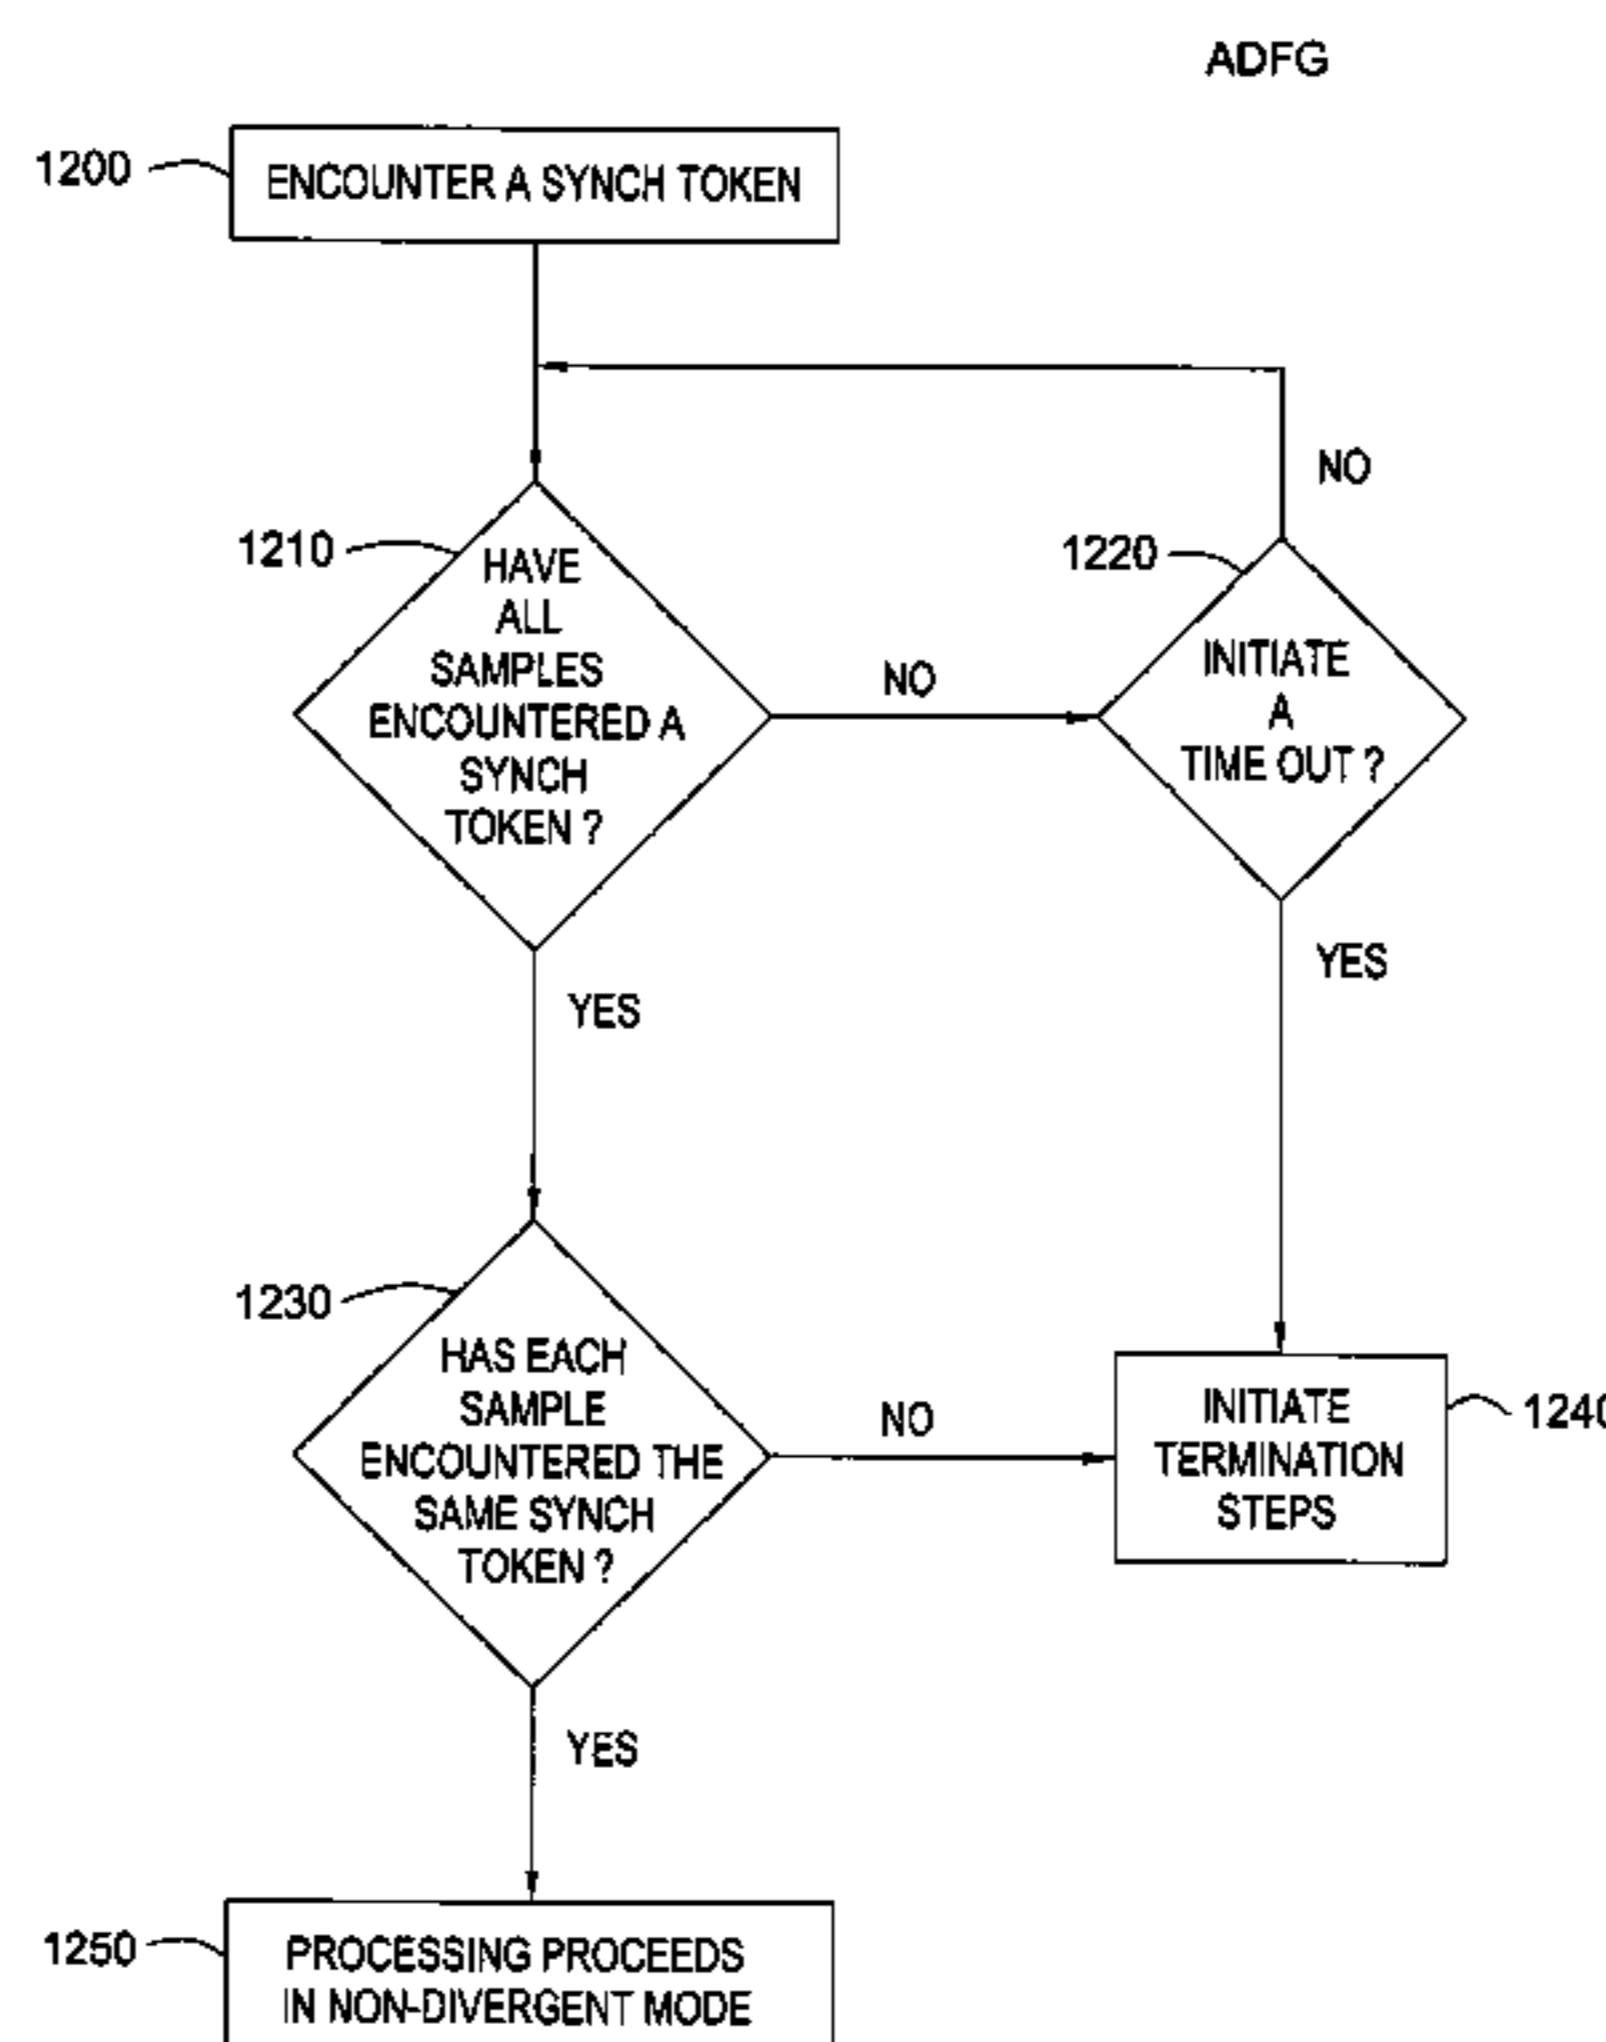 ADFG
1200
ENCOUNTER A SYNCH TOKEN
NO
1210
HAVE
ALL
SAMPLES
ENCOUNTERED A
SYNCH
TOKEN ?
NO
1220
INITIATE
A
TIME OUT ?
YES
YES
1230
HAS EACH
SAMPLE
ENCOUNTERED THE
SAME SYNCH
TOKEN ?
NO
INITIATE
TERMINATION
STEPS
1240
YES
1250
PROCESSING PROCEEDS
IN NON-DIVERGENT MODE